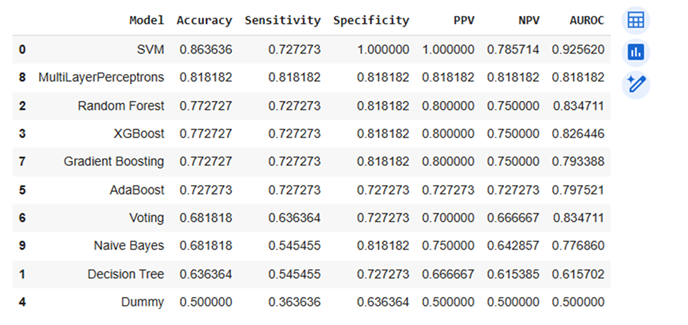 Model Accuracy Sensitivity Specificity PPV NPV AUROC
0 SVM 0.863636 0.727273 1.000000 1.000000 0.785714 0.925620
8 MultiLayerPerceptrons 0.818182 0.818182 0.818182 0.818182 0.818182 0.818182
2 Random Forest 0.772727 0.727273 0.818182 0.800000 0.750000 0.834711
3 XGBoost 0.772727 0.727273 0.818182 0.800000 0.750000 0.826446
7 Gradient Boosting 0.772727 0.727273 0.818182 0.800000 0.750000 0.793388
5 AdaBoost 0.727273 0.727273 0.727273 0.727273 0.727273 0.797521
6 Voting 0.681818 0.636364 0.727273 0.700000 0.666667 0.834711
9 Naive Bayes 0.681818 0.545455 0.818182 0.750000 0.642857 0.776860
1 Decision Tree 0.636364 0.545455 0.727273 0.666667 0.615385 0.615702
4 Dummy 0.500000 0.363636 0.636364 0.500000 0.500000 0.500000